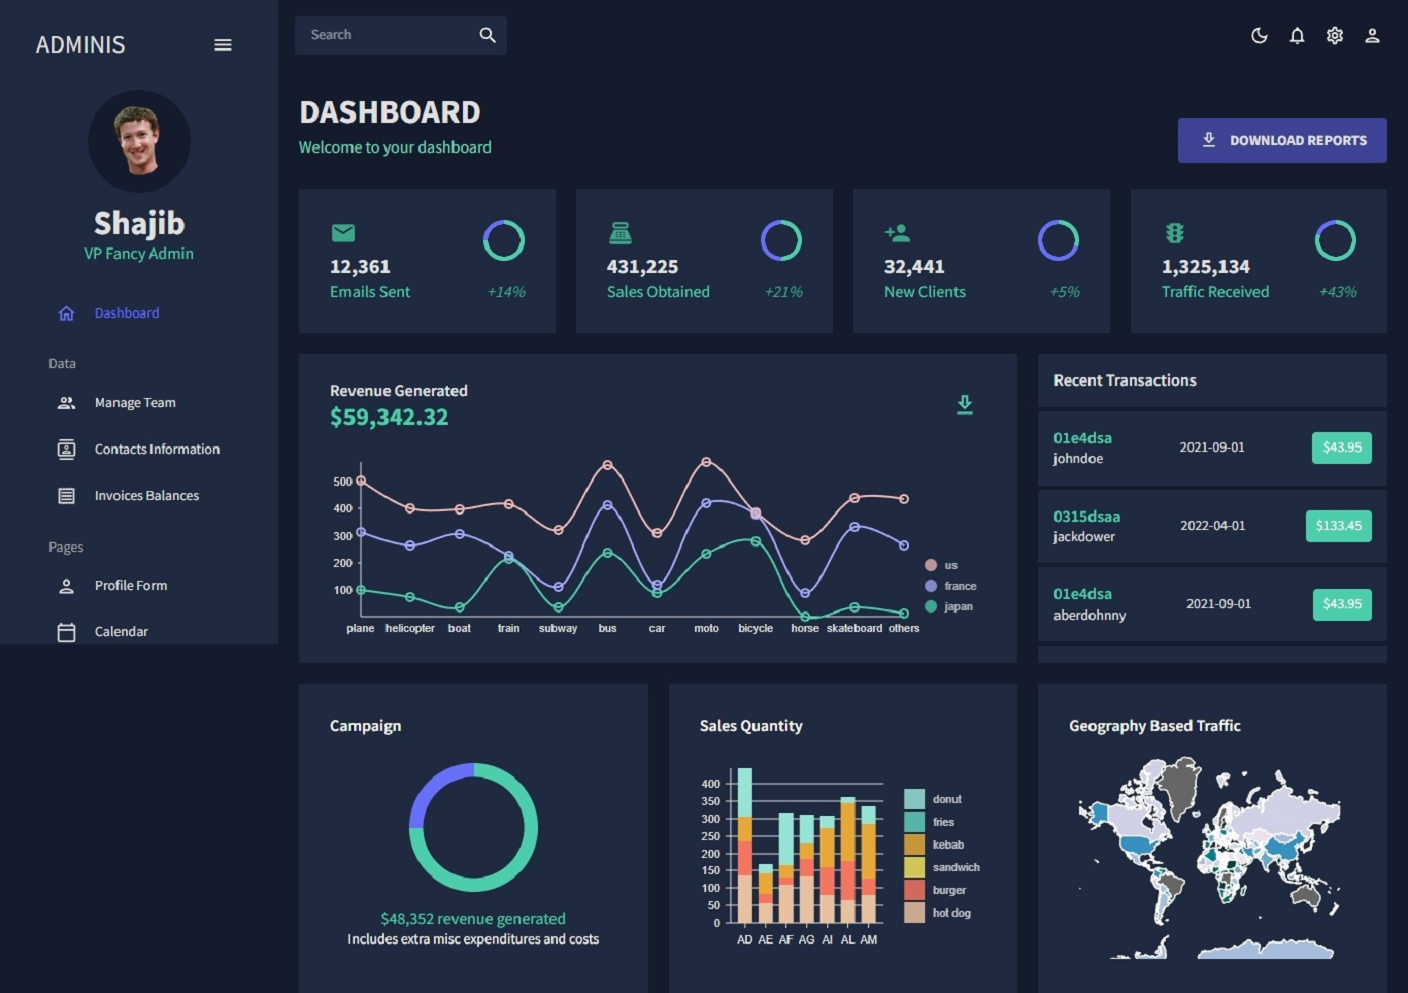 ADMINIS
Search
Shajib
VP Fancy Admin
Dashboard
Data
Manage Team
Contacts Information
Invoices Balances
Pages
Profile Form
Calendar
DASHBOARD
Welcome to your dashboard
DOWNLOAD REPORTS
12,361
Emails Sent +14%
431,225
Sales Obtained +21%
32,441
New Clients +5%
1,325,134
Traffic Received +43%
Revenue Generated
$59,342.32
500
400
300
200
100
plane helicopter boat train subway bus car moto bicycle horse skateboard others
us
france
japan
Recent Transactions
01e4dsa
johndoe
2021-09-01
$43.95
0315dsaa
jackdower
2022-04-01
$133.45
01e4dsa
aberdohnny
2021-09-01
$43.95
Campaign
$48,352 revenue generated
Includes extra misc expenditures and costs
Sales Quantity
400
350
300
250
200
150
100
50
0
AD AE AF AG AI AL AM
donut
fries
kebab
sandwich
burger
hot dog
Geography Based Traffic